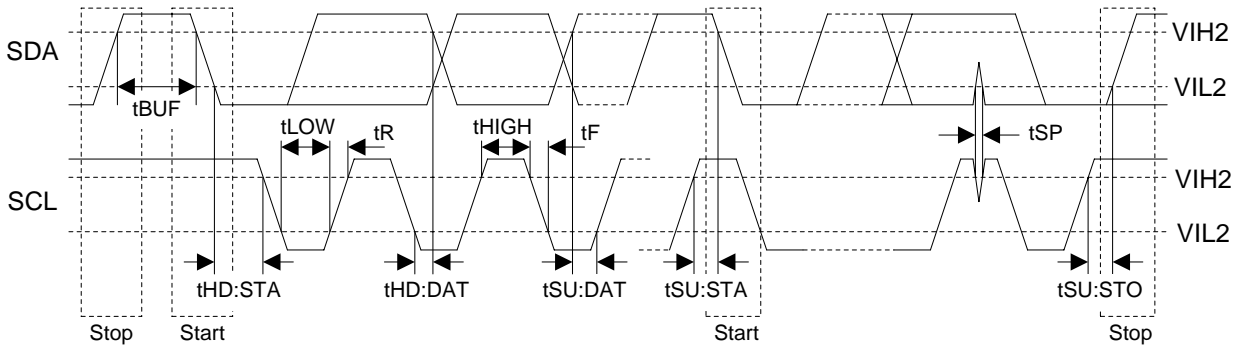 SDA
VIH2
VIL2
tBUF
tLOW
tR
tHIGH
tF
tSP
SCL
VIH2
VIL2
tHD:STA
tHD:DAT
tSU:DAT
tSU:STA
tSU:STO
Stop
Start
Start
Stop